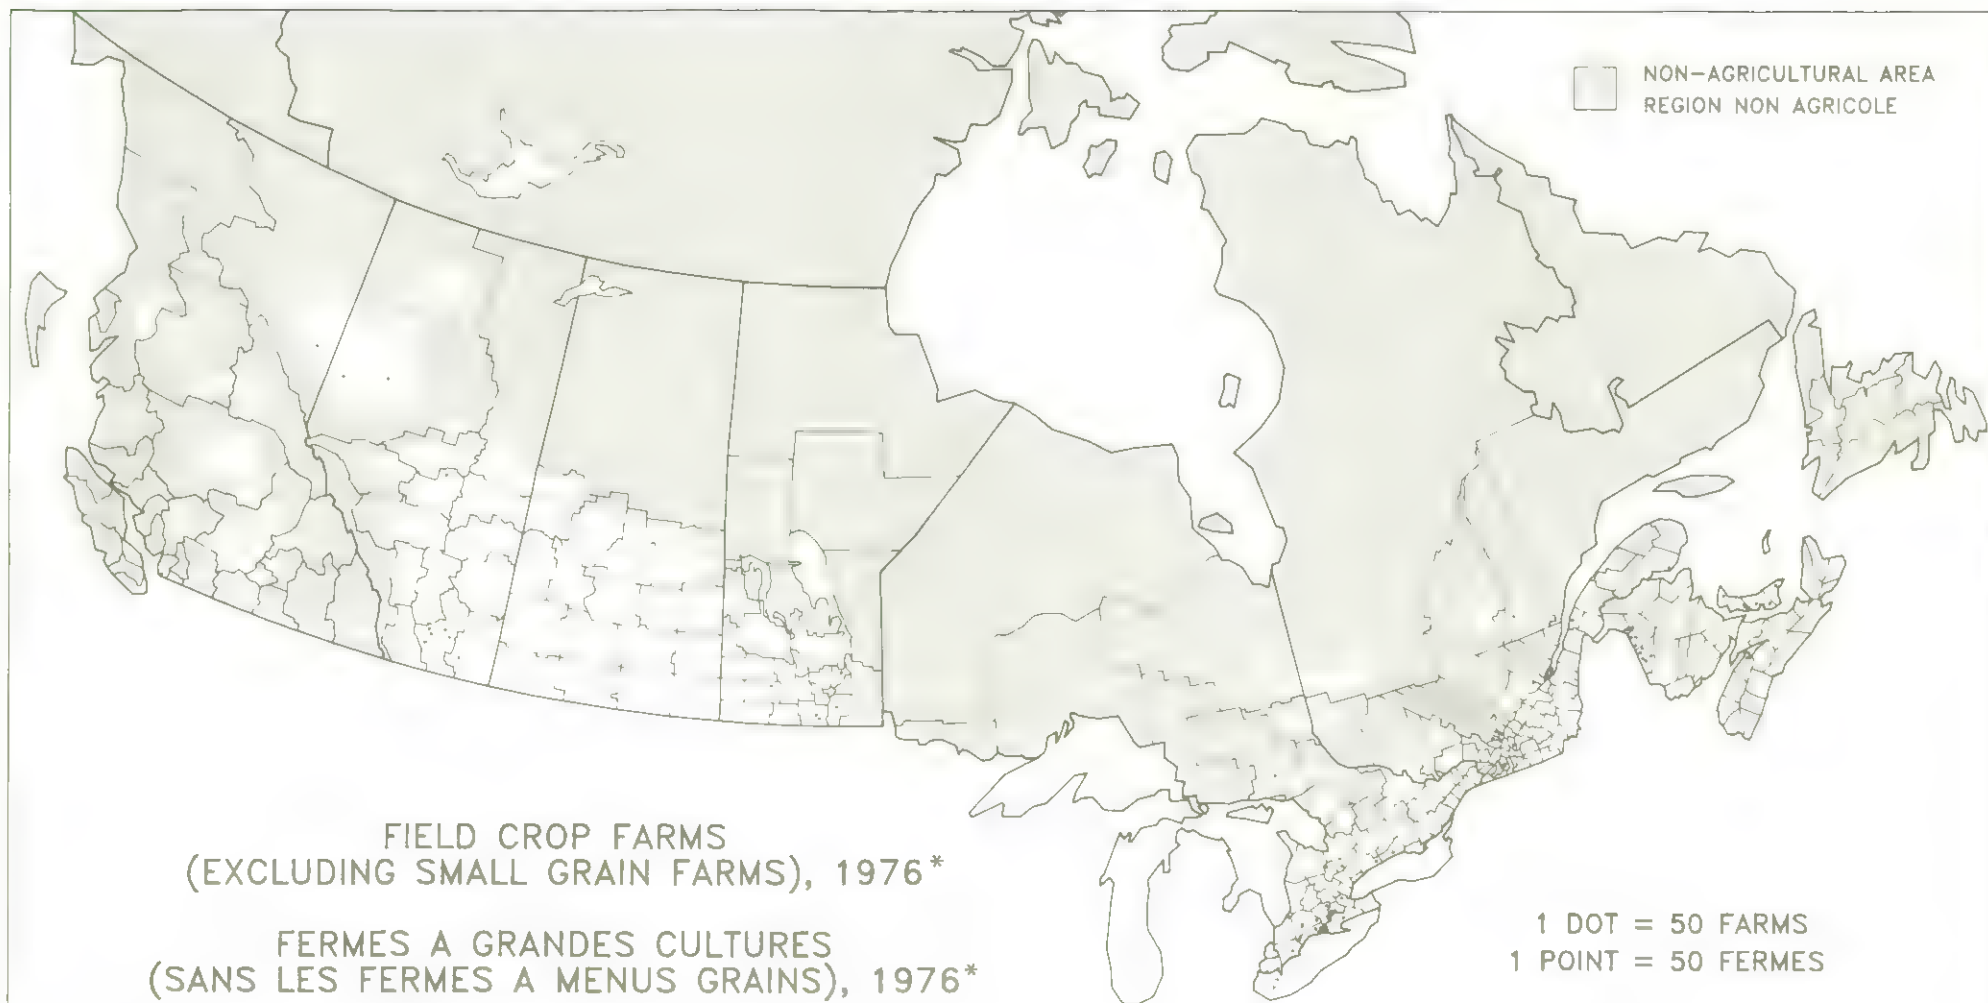 NON-AGRICULTURAL AREA
REGION NON AGRICOLE
FIELD CROP FARMS
(EXCLUDING SMALL GRAIN FARMS), 1976*
FERMES A GRANDES CULTURES
(SANS LES FERMES A MENUS GRAINS), 1976*
1 DOT = 50 FARMS
1 POINT = 50 FERMES